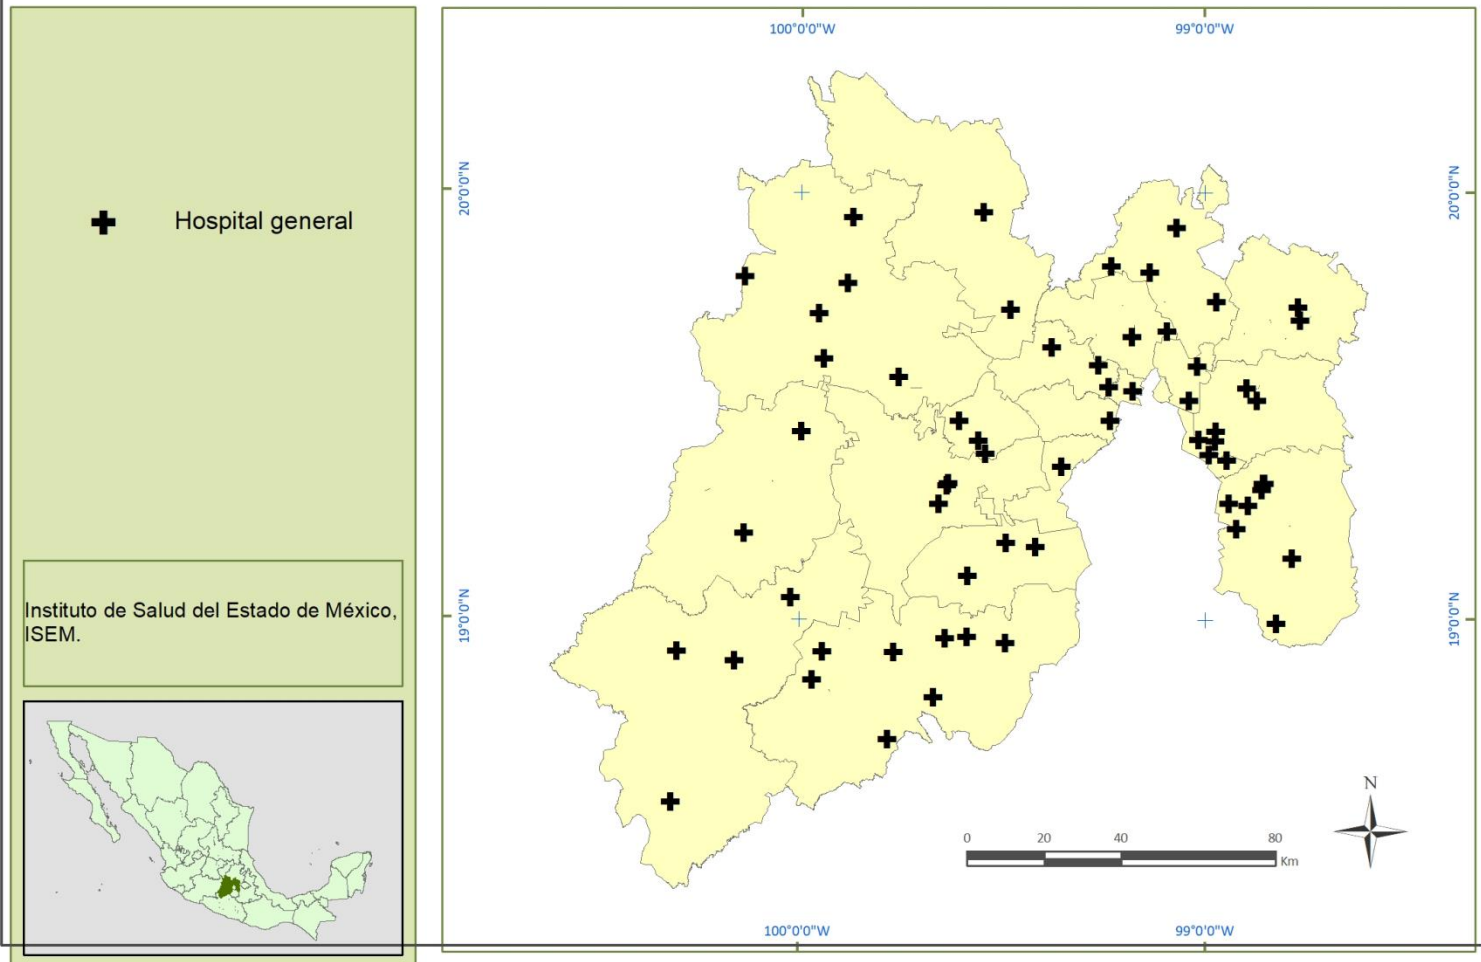 Hospital general
Instituto de Salud del Estado de México,
ISEM.
100°0'0"W
99°0'0"W
20°0'0"N
20°0'0"N
19°0'0"N
19°0'0"N
N
0 20 40 80
Km
100°0'0"W
99°0'0"W